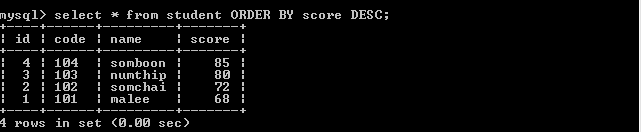 mysql> select * from student ORDER BY score DESC;
+----+------+---------+-------+
| id | code | name    | score |
+----+------+---------+-------+
|  4 | 104  | somboon |    85 |
|  3 | 103  | numthip |    80 |
|  2 | 102  | somchai |    72 |
|  1 | 101  | malee   |    68 |
+----+------+---------+-------+
4 rows in set (0.00 sec)